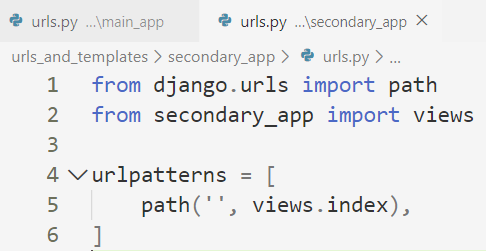 urls.py ...\main_app urls.py ...\secondary_app ×
urls_and_templates > secondary_app > urls.py > ...
1 from django.urls import path
2 from secondary_app import views
3
4 urlpatterns = [
5     path('', views.index),
6 ]